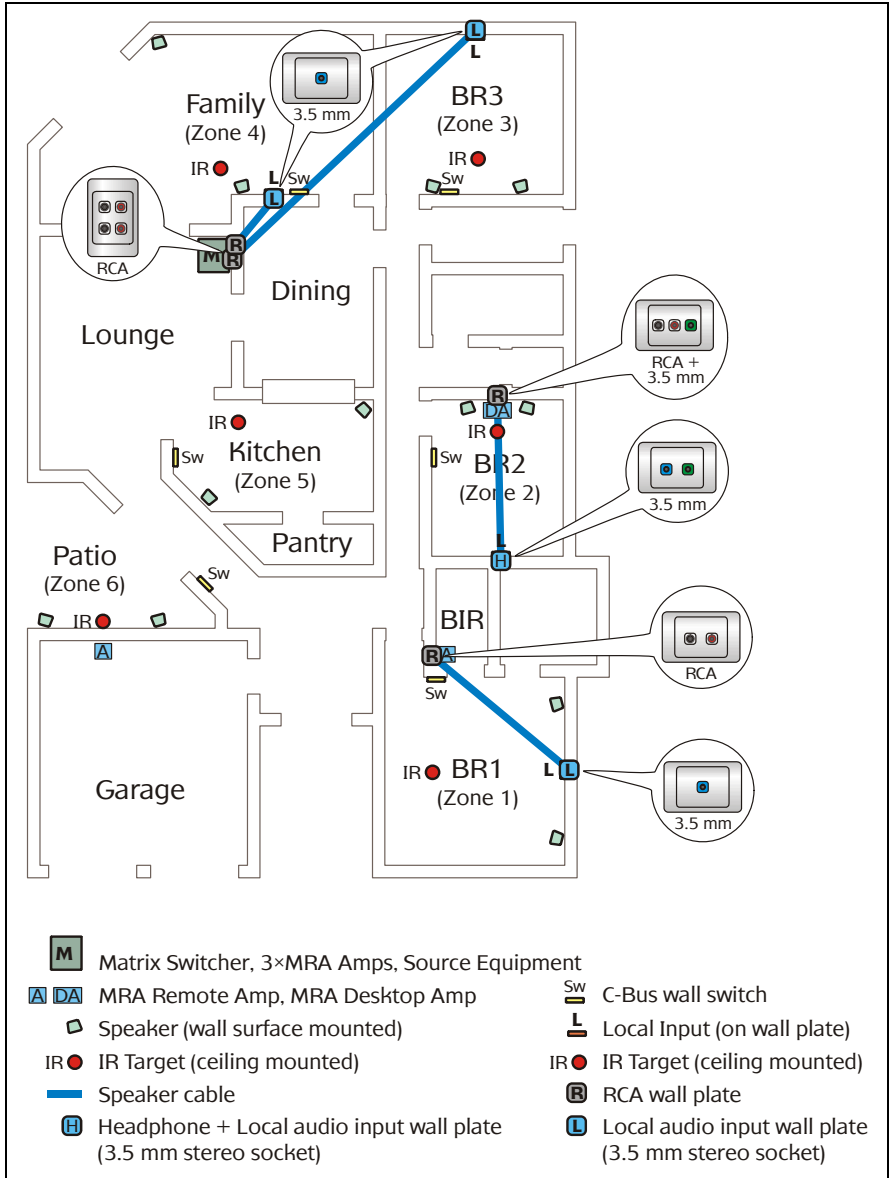 L
L
3.5 mm
Family
(Zone 4)
BR3
(Zone 3)
IR
IR
Sw
L
Sw
L
RCA
R
M R
Dining
Lounge
RCA +
3.5 mm
R
DA
IR
IR
Sw
Kitchen
(Zone 5)
Sw
BR2
(Zone 2)
3.5 mm
Pantry
L
H
Patio
(Zone 6)
Sw
IR
A
BIR
R A
RCA
Sw
IR
BR1
(Zone 1)
L L
Garage
3.5 mm
M Matrix Switcher, 3×MRA Amps, Source Equipment
A DA MRA Remote Amp, MRA Desktop Amp
Sw C-Bus wall switch
Speaker (wall surface mounted)
L Local Input (on wall plate)
IR IR Target (ceiling mounted)
IR IR Target (ceiling mounted)
Speaker cable
R RCA wall plate
H Headphone + Local audio input wall plate
(3.5 mm stereo socket)
L Local audio input wall plate
(3.5 mm stereo socket)